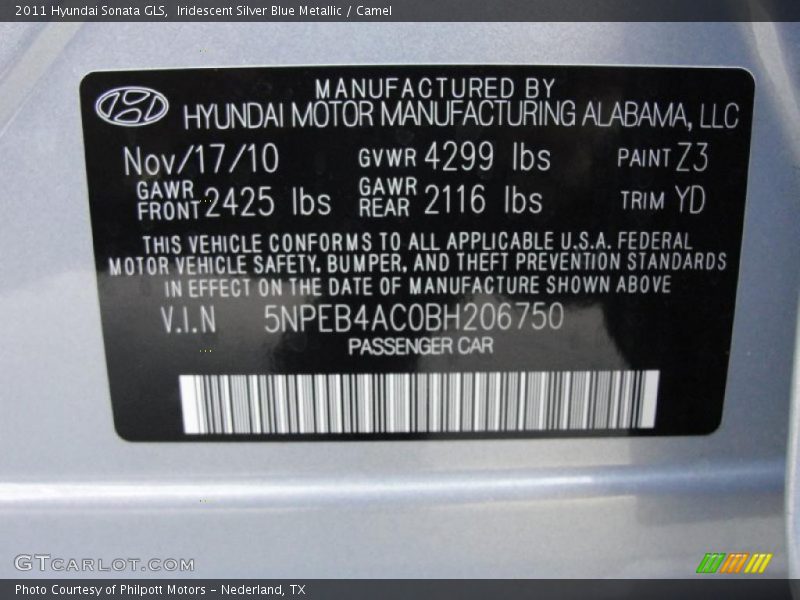 2011 Hyundai Sonata GLS,  Iridescent Silver Blue Metallic / Camel
MANUFACTURED BY
HYUNDAI MOTOR MANUFACTURING ALABAMA, LLC
Nov/17/10 GVWR 4299 lbs PAINT Z3
GAWR FRONT 2425 lbs GAWR REAR 2116 lbs TRIM YD
THIS VEHICLE CONFORMS TO ALL APPLICABLE U.S.A. FEDERAL
MOTOR VEHICLE SAFETY, BUMPER, AND THEFT PREVENTION STANDARDS
IN EFFECT ON THE DATE OF MANUFACTURE SHOWN ABOVE
V.I.N 5NPEB4AC0BH206750
PASSENGER CAR
GTCARLOT.COM
Photo Courtesy of Philpott Motors - Nederland, TX